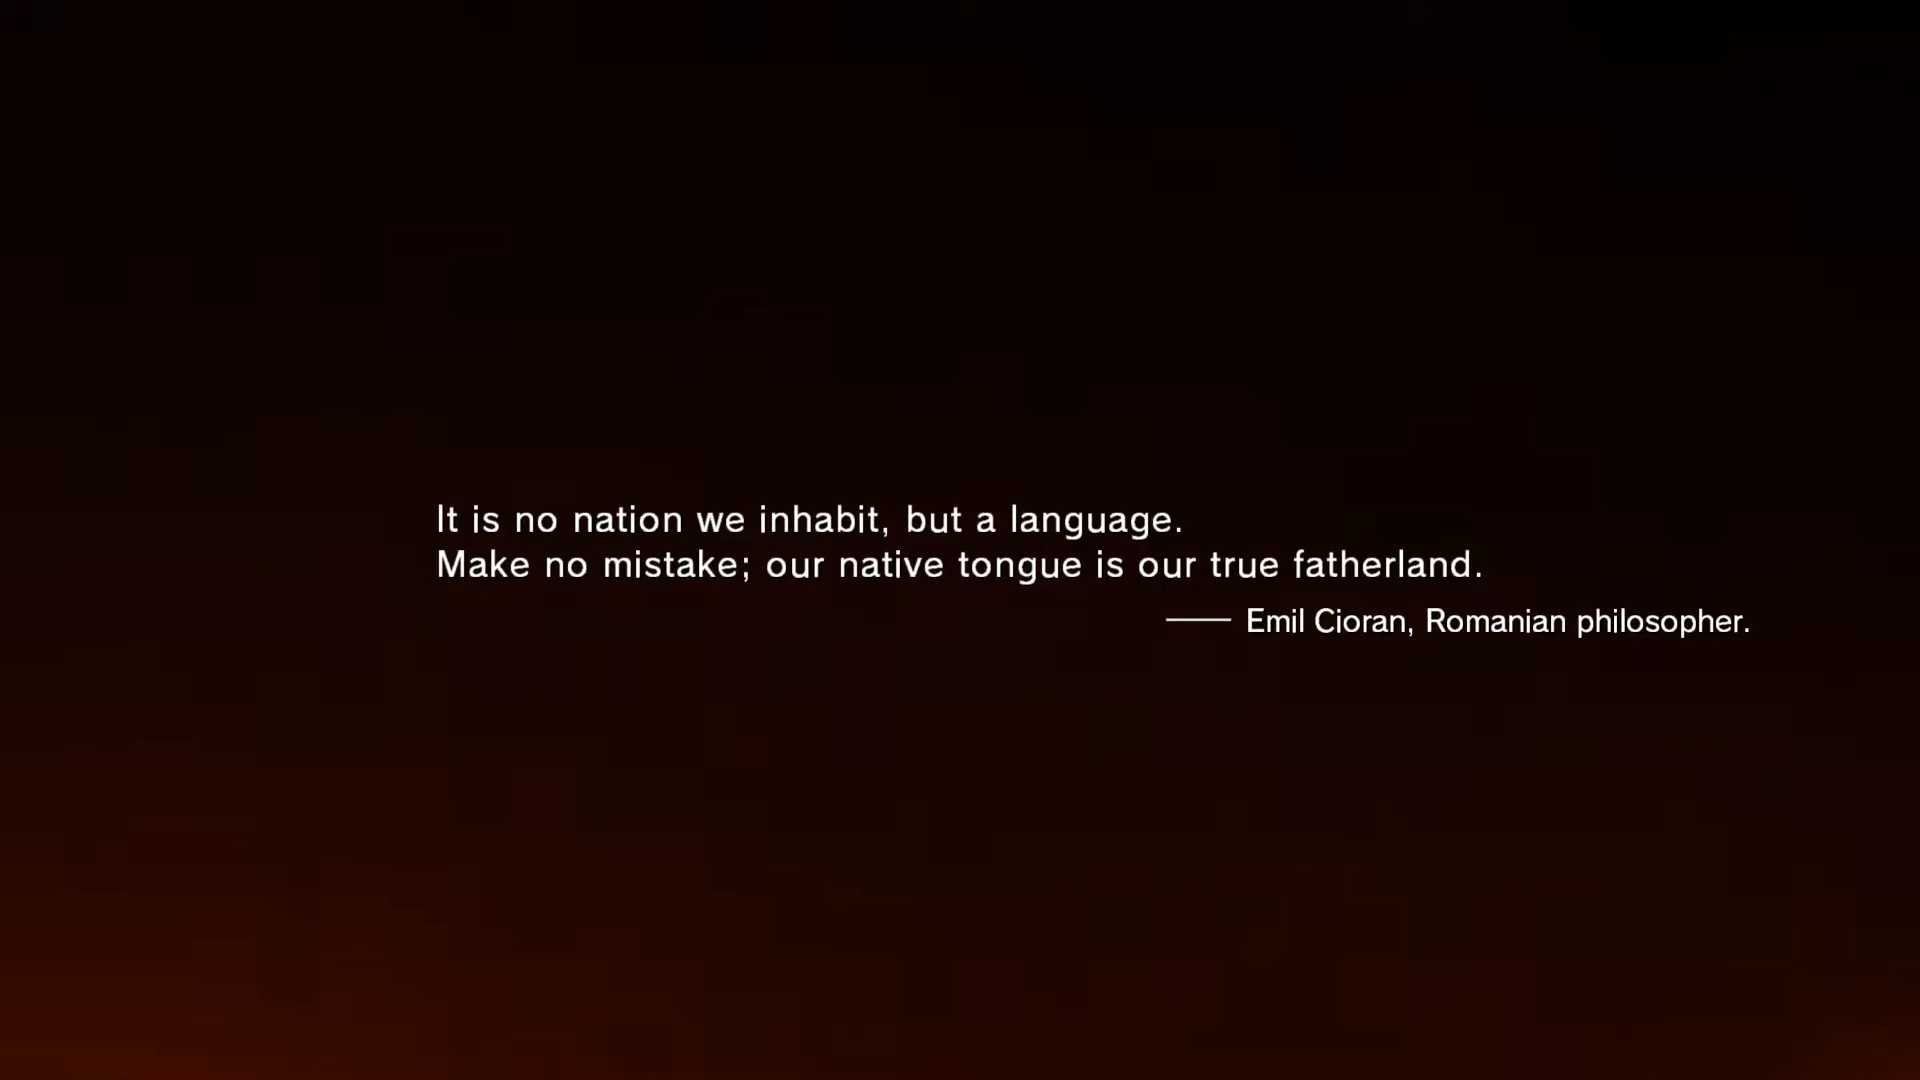 It is no nation we inhabit, but a language.
Make no mistake; our native tongue is our true fatherland.
—— Emil Cioran, Romanian philosopher.